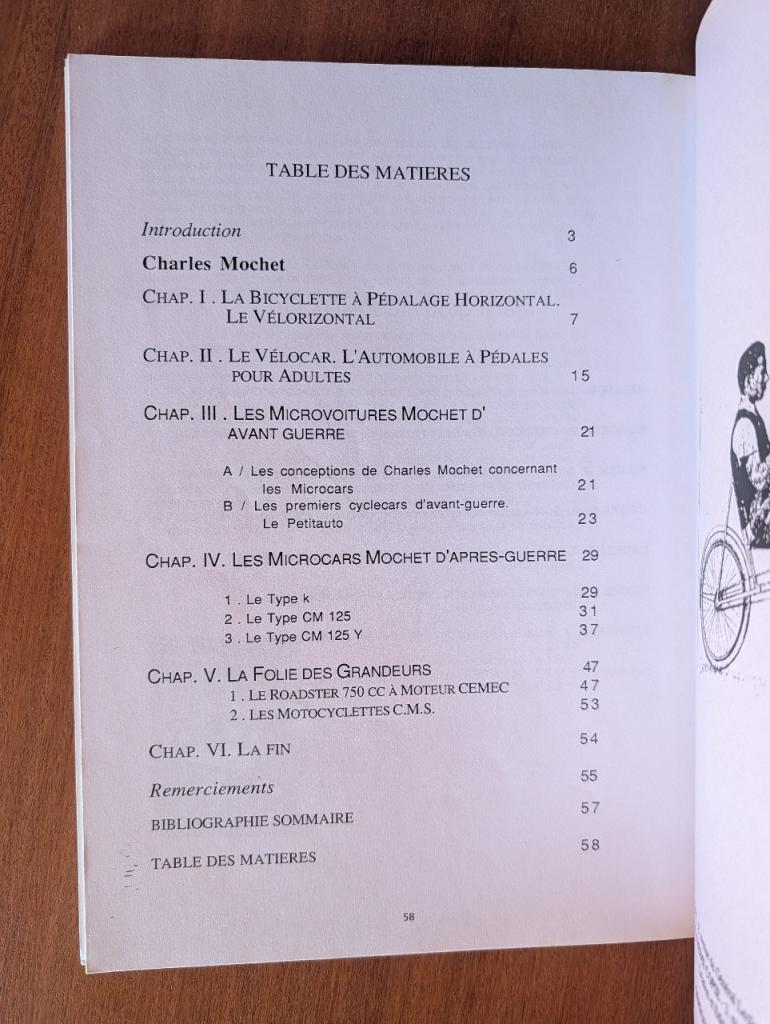 TABLE DES MATIERES
Introduction 3
Charles Mochet 6
CHAP. I . LA BICYCLETTE À PÉDALAGE HORIZONTAL.
LE VÉLORIZONTAL 7
CHAP. II . LE VÉLOCAR. L'AUTOMOBILE À PÉDALES
POUR ADULTES 15
CHAP. III . LES MICROVOITURES MOCHET D'
AVANT GUERRE 21
A / Les conceptions de Charles Mochet concernant
les Microcars 21
B / Les premiers cyclecars d'avant-guerre.
Le Petitauto 23
CHAP. IV. LES MICROCARS MOCHET D'APRES-GUERRE 29
1 . Le Type k 29
2 . Le Type CM 125 31
3 . Le Type CM 125 Y 37
CHAP. V. LA FOLIE DES GRANDEURS 47
1 . LE ROADSTER 750 CC À MOTEUR CEMEC 47
2 . LES MOTOCYCLETTES C.M.S. 53
CHAP. VI. LA FIN 54
Remerciements 55
BIBLIOGRAPHIE SOMMAIRE 57
TABLE DES MATIERES 58
58